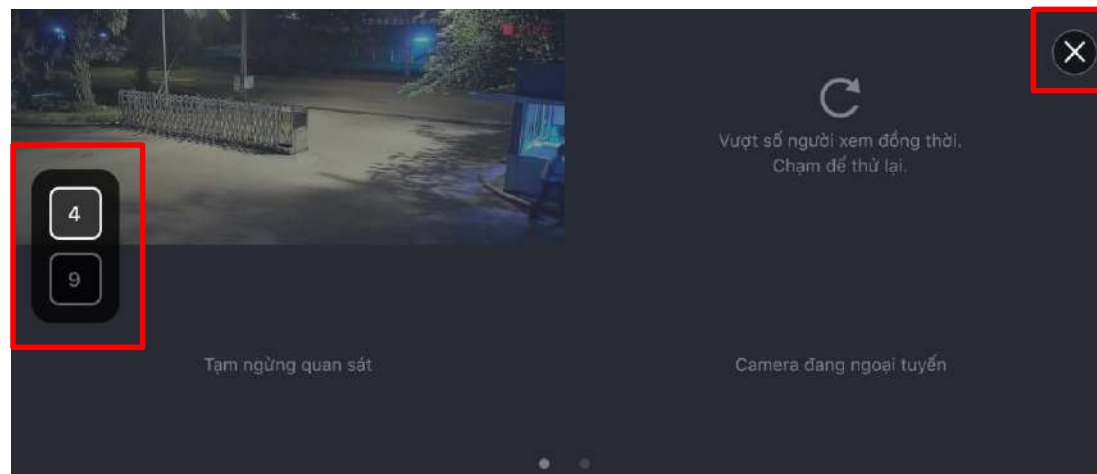 LIVE
Vượt số người xem đồng thời.
Chạm để thử lại.
4
9
Tạm ngừng quan sát
Camera đang ngoại tuyến